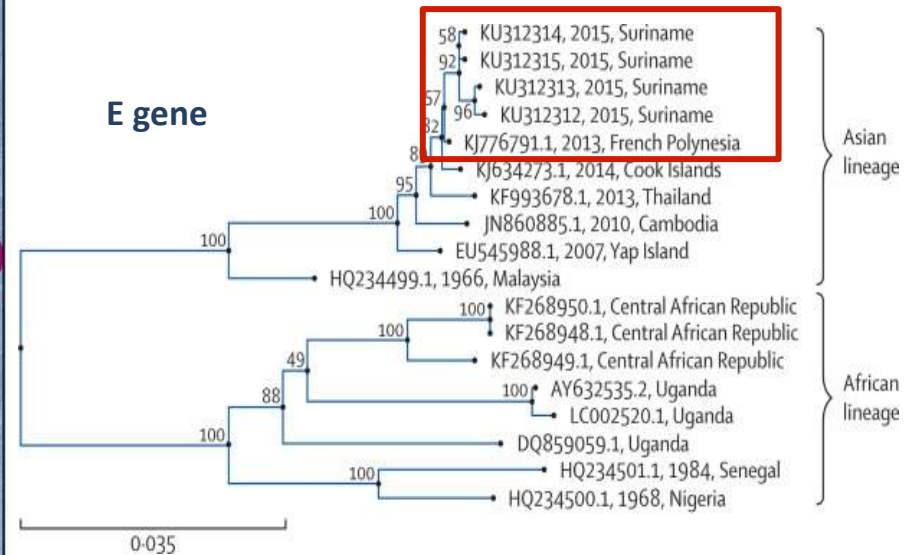 E gene
58
KU312314, 2015, Suriname
92
KU312315, 2015, Suriname
KU312313, 2015, Suriname
96
KU312312, 2015, Suriname
KJ776791.1, 2013, French Polynesia
KJ634273.1, 2014, Cook Islands
95
KF993678.1, 2013, Thailand
JN860885.1, 2010, Cambodia
100
EU545988.1, 2007, Yap Island
100
HQ234499.1, 1966, Malaysia
Asian
lineage
KF268950.1, Central African Republic
100
KF268948.1, Central African Republic
100
KF268949.1, Central African Republic
49
100
AY632535.2, Uganda
88
LC002520.1, Uganda
100
DQ859059.1, Uganda
HQ234501.1, 1984, Senegal
100
HQ234500.1, 1968, Nigeria
African
lineage
0·035